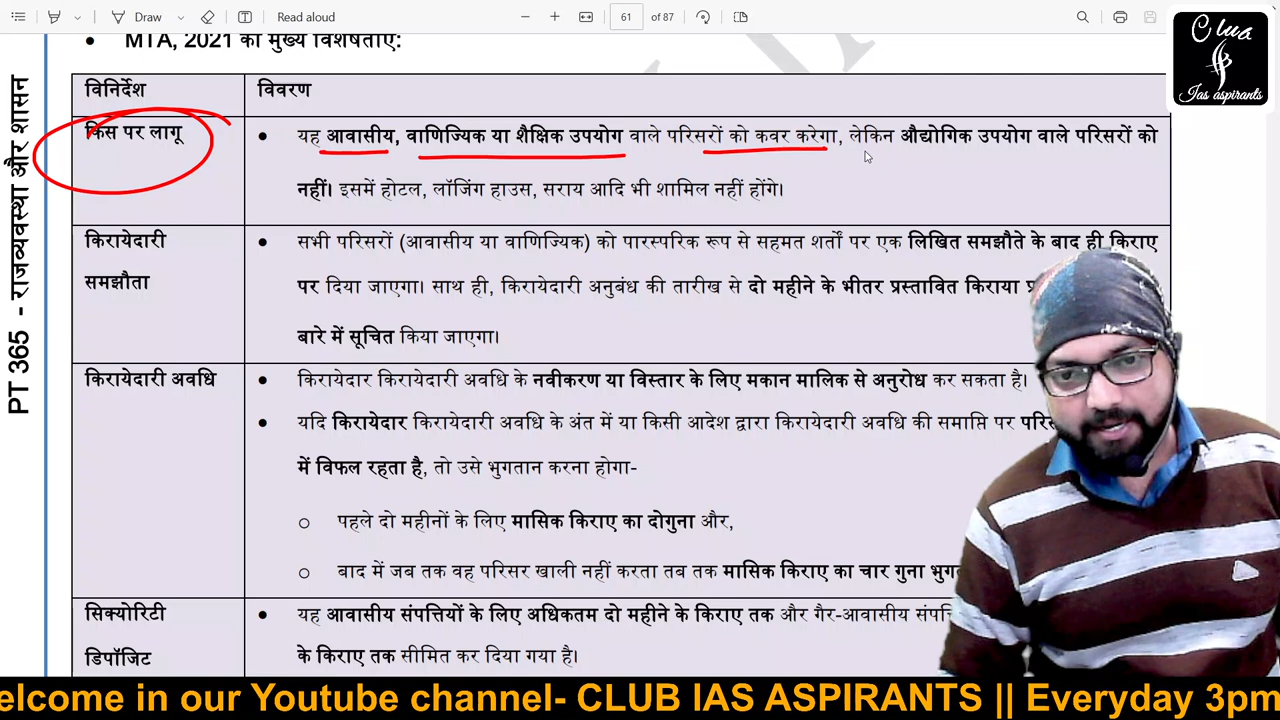 Draw
Read aloud
61
of 87
Clua
Ias aspirants
PT 365 - राजव्यवस्था और शासन
• MTA, 2021 की मुख्य विशेषताएं:
विनिर्देश
विवरण
किस पर लागू
• यह आवासीय, वाणिज्यिक या शैक्षिक उपयोग वाले परिसरों को कवर करेगा, लेकिन औद्योगिक उपयोग वाले परिसरों को
नहीं। इसमें होटल, लॉजिंग हाउस, सराय आदि भी शामिल नहीं होंगे।
किरायेदारी
समझौता
• सभी परिसरों (आवासीय या वाणिज्यिक) को पारस्परिक रूप से सहमत शर्तों पर एक लिखित समझौते के बाद ही किराए
पर दिया जाएगा। साथ ही, किरायेदारी अनुबंध की तारीख से दो महीने के भीतर प्रस्तावित किराया
बारे में सूचित किया जाएगा।
किरायेदारी अवधि
• किरायेदार किरायेदारी अवधि के नवीकरण या विस्तार के लिए मकान मालिक से अनुरोध कर सकता है।
• यदि किरायेदार किरायेदारी अवधि के अंत में या किसी आदेश द्वारा किरायेदारी अवधि की समाप्ति पर
में विफल रहता है, तो उसे भुगतान करना होगा-
o पहले दो महीनों के लिए मासिक किराए का दोगुना और,
o बाद में जब तक वह परिसर खाली नहीं करता तब तक मासिक किराए का चार गुना
सिक्योरिटी
डिपॉजिट
• यह आवासीय संपत्तियों के लिए अधिकतम दो महीने के किराए तक और गैर-आवासीय
के किराए तक सीमित कर दिया गया है।
elcome in our Youtube channel- CLUB IAS ASPIRANTS || Everyday 3pm